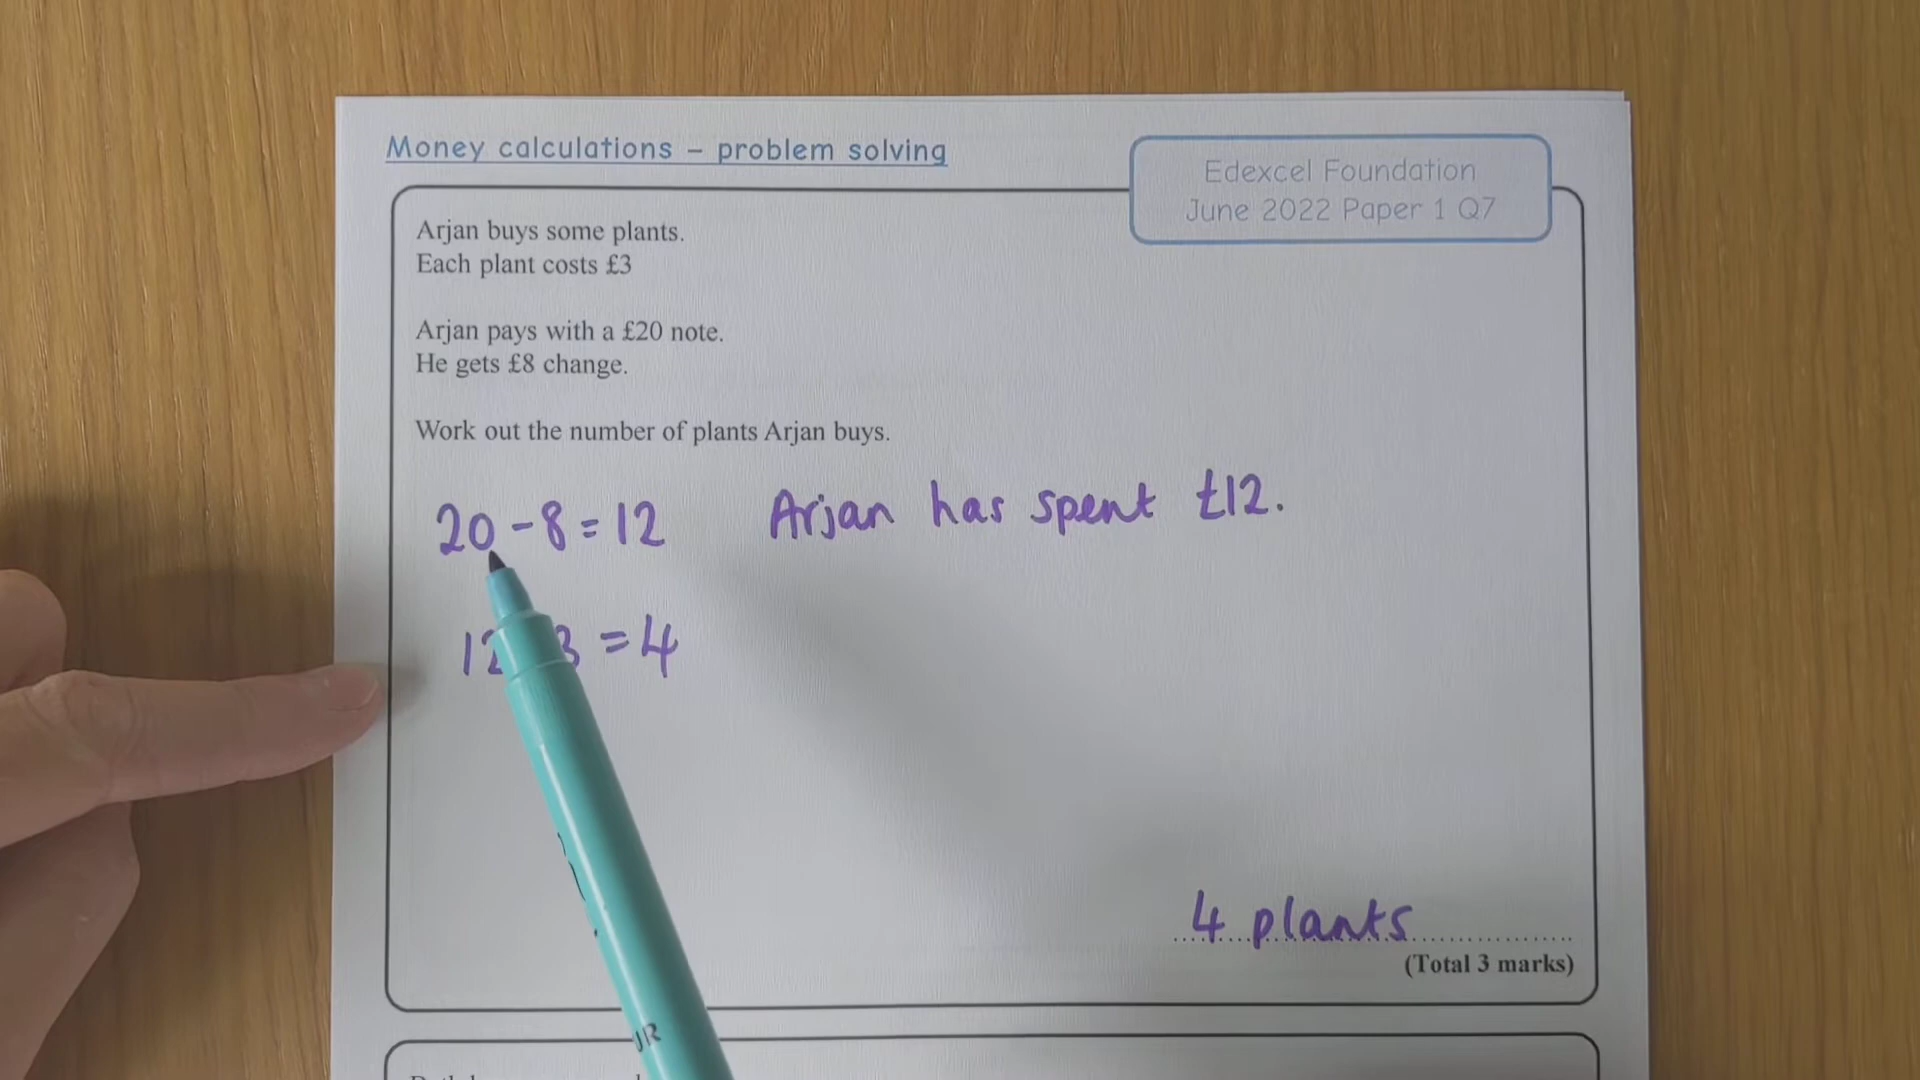 Money calculations – problem solving
Edexcel Foundation
June 2022 Paper 1 Q7
Arjan buys some plants.
Each plant costs £3
Arjan pays with a £20 note.
He gets £8 change.
Work out the number of plants Arjan buys.
20 - 8 = 12 Arjan has spent £12.
12 3 = 4
4 plants
(Total 3 marks)